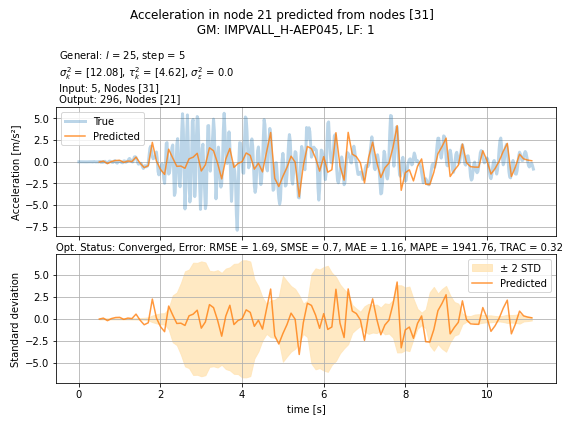 Acceleration in node 21 predicted from nodes [31]
GM: IMPVALL_H-AEP045, LF: 1
General: l = 25, step = 5
σ²ₖ = [12.08], τ²ₖ = [4.62], σ²ε = 0.0
Input: 5, Nodes [31]
Output: 296, Nodes [21]
Acceleration [m/s²]
5.0
2.5
0.0
−2.5
−5.0
−7.5
True
Predicted
Opt. Status: Converged, Error: RMSE = 1.69, SMSE = 0.7, MAE = 1.16, MAPE = 1941.76, TRAC = 0.32
Standard deviation
5.0
2.5
0.0
−2.5
−5.0
± 2 STD
Predicted
0 2 4 6 8 10
time [s]